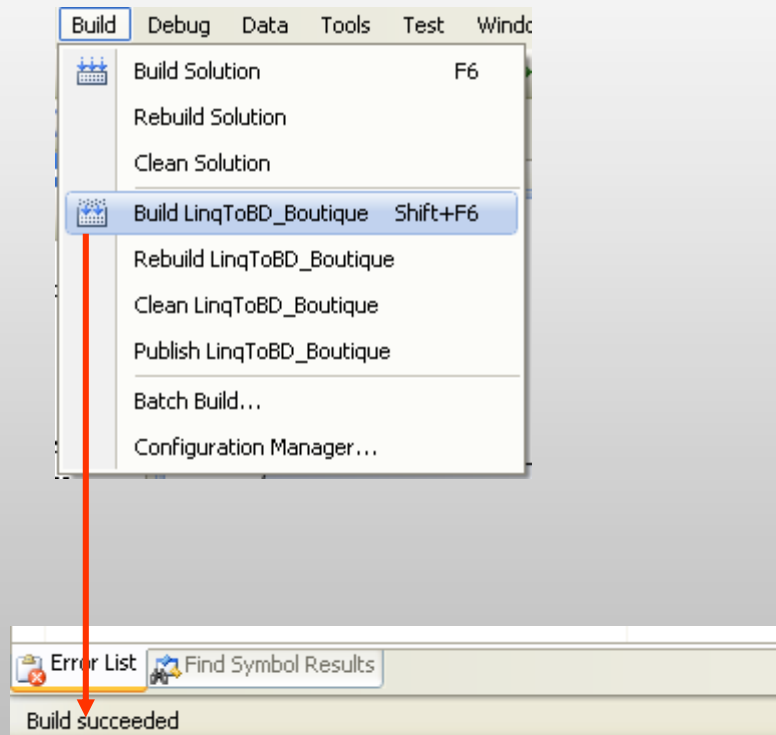 Build Debug Data Tools Test
Build Solution F6
Rebuild Solution
Clean Solution
Build LinqToBD_Boutique Shift+F6
Rebuild LinqToBD_Boutique
Clean LinqToBD_Boutique
Publish LinqToBD_Boutique
Batch Build...
Configuration Manager...
Error List Find Symbol Results
Build succeeded